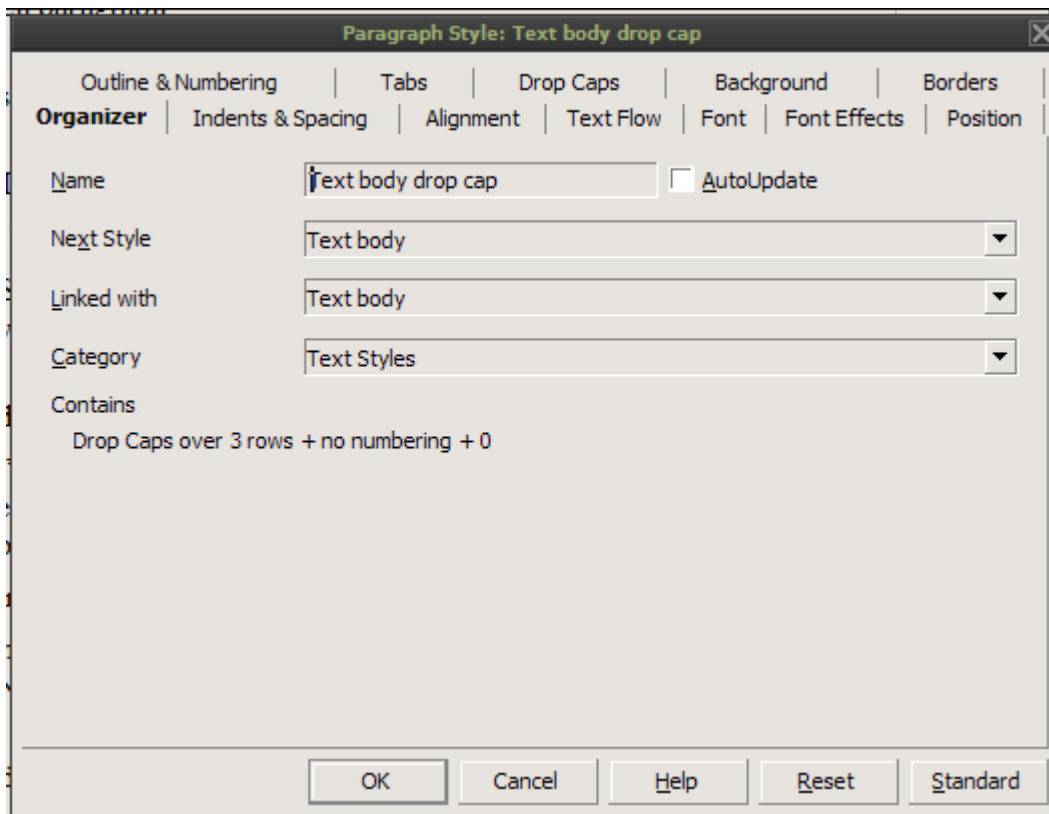 Paragraph Style: Text body drop cap
Outline & Numbering Tabs Drop Caps Background Borders
Organizer Indents & Spacing Alignment Text Flow Font Font Effects Position
Name Text body drop cap AutoUpdate
Next Style Text body
Linked with Text body
Category Text Styles
Contains
Drop Caps over 3 rows + no numbering + 0
OK Cancel Help Reset Standard